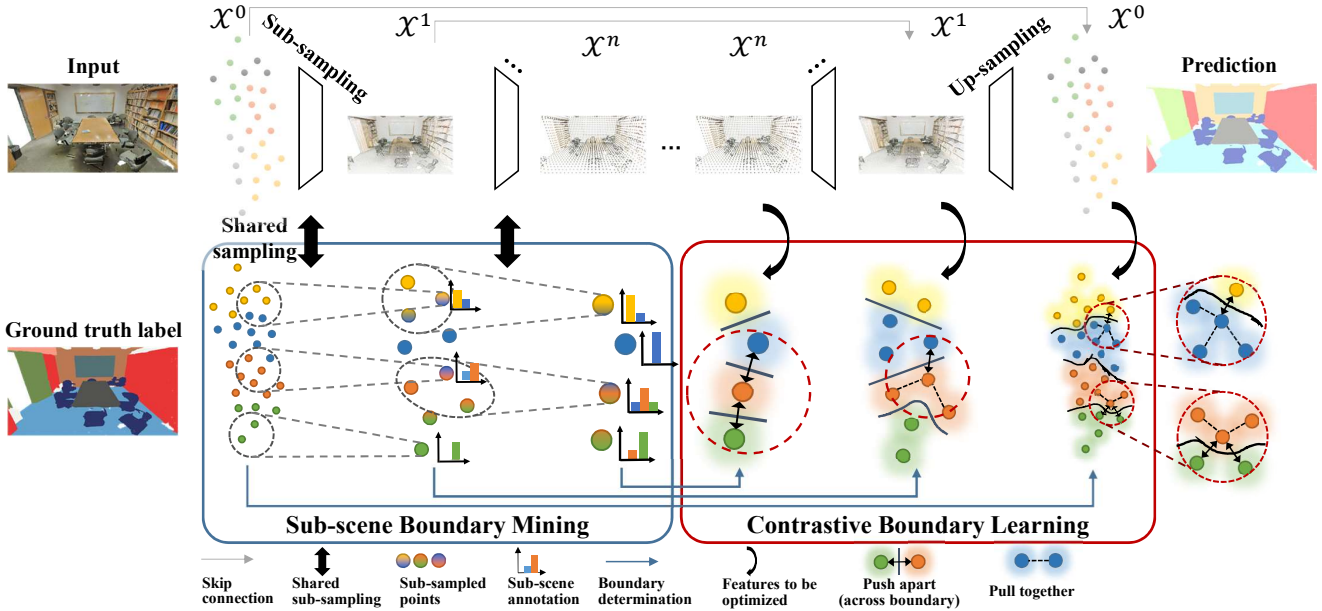 𝒳⁰
𝒳¹
𝒳ⁿ
𝒳ⁿ
𝒳¹
𝒳⁰
Input
Sub-sampling
...
...
...
Up-sampling
Prediction
Shared
sampling
Ground truth label
Sub-scene Boundary Mining
Contrastive Boundary Learning
Skip
connection
Shared
sub-sampling
Sub-sampled
points
Sub-scene
annotation
Boundary
determination
Features to be
optimized
Push apart
(across boundary)
Pull together